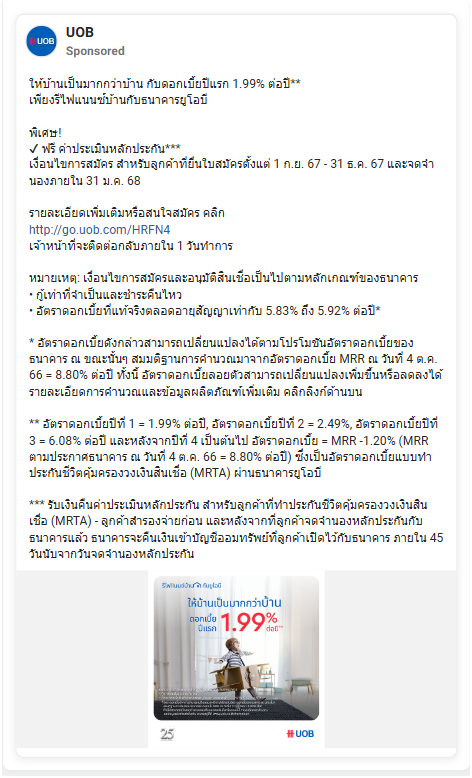 UOB
UOB
Sponsored
ให้บ้านเป็นมากกว่าบ้าน กับดอกเบี้ยปีแรก 1.99% ต่อปี**
เพียงรีไฟแนนซ์บ้านกับธนาคารยูโอบี
พิเศษ!
✓ ฟรี ค่าประเมินหลักประกัน***
เงื่อนไขการสมัคร สำหรับลูกค้าที่ยื่นใบสมัครตั้งแต่ 1 ก.ย. 67 - 31 ธ.ค. 67 และจดจำ
นองภายใน 31 ม.ค. 68
รายละเอียดเพิ่มเติมหรือสนใจสมัคร คลิก
http://go.uob.com/HRFN4
เจ้าหน้าที่จะติดต่อกลับภายใน 1 วันทำการ
หมายเหตุ: เงื่อนไขการสมัครและอนุมัติสินเชื่อเป็นไปตามหลักเกณฑ์ของธนาคาร
• กู้เท่าที่จำเป็นและชำระคืนไหว
• อัตราดอกเบี้ยที่แท้จริงตลอดอายุสัญญาเท่ากับ 5.83% ถึง 5.92% ต่อปี*
* อัตราดอกเบี้ยดังกล่าวสามารถเปลี่ยนแปลงได้ตามโปรโมชันอัตราดอกเบี้ยของ
ธนาคาร ณ ขณะนั้นๆ สมมติฐานการคำนวณมาจากอัตราดอกเบี้ย MRR ณ วันที่ 4 ต.ค.
66 = 8.80% ต่อปี ทั้งนี้ อัตราดอกเบี้ยลอยตัวสามารถเปลี่ยนแปลงเพิ่มขึ้นหรือลดลงได้
รายละเอียดการคำนวณและข้อมูลผลิตภัณฑ์เพิ่มเติม คลิกลิงก์ด้านบน
** อัตราดอกเบี้ยปีที่ 1 = 1.99% ต่อปี, อัตราดอกเบี้ยปีที่ 2 = 2.49%, อัตราดอกเบี้ยปีที่
3 = 6.08% ต่อปี และหลังจากปีที่ 4 เป็นต้นไป อัตราดอกเบี้ย = MRR -1.20% (MRR
ตามประกาศธนาคาร ณ วันที่ 4 ต.ค. 66 = 8.80% ต่อปี) ซึ่งเป็นอัตราดอกเบี้ยแบบทำ
ประกันชีวิตคุ้มครองวงเงินสินเชื่อ (MRTA) ผ่านธนาคารยูโอบี
*** รับเงินคืนค่าประเมินหลักประกัน สำหรับลูกค้าที่ทำประกันชีวิตคุ้มครองวงเงินสิน
เชื่อ (MRTA) - ลูกค้าสำรองจ่ายก่อน และหลังจากที่ลูกค้าจดจำนองหลักประกันกับ
ธนาคารแล้ว ธนาคารจะคืนเงินเข้าบัญชีออมทรัพย์ที่ลูกค้าเปิดไว้กับธนาคาร ภายใน 45
วันนับจากวันจดจำนองหลักประกัน
รีไฟแนนซ์บ้าน กับยูโอบี
ให้บ้านเป็นมากกว่าบ้าน
ดอกเบี้ย
ปีแรก 1.99% ต่อปี**
25
UOB